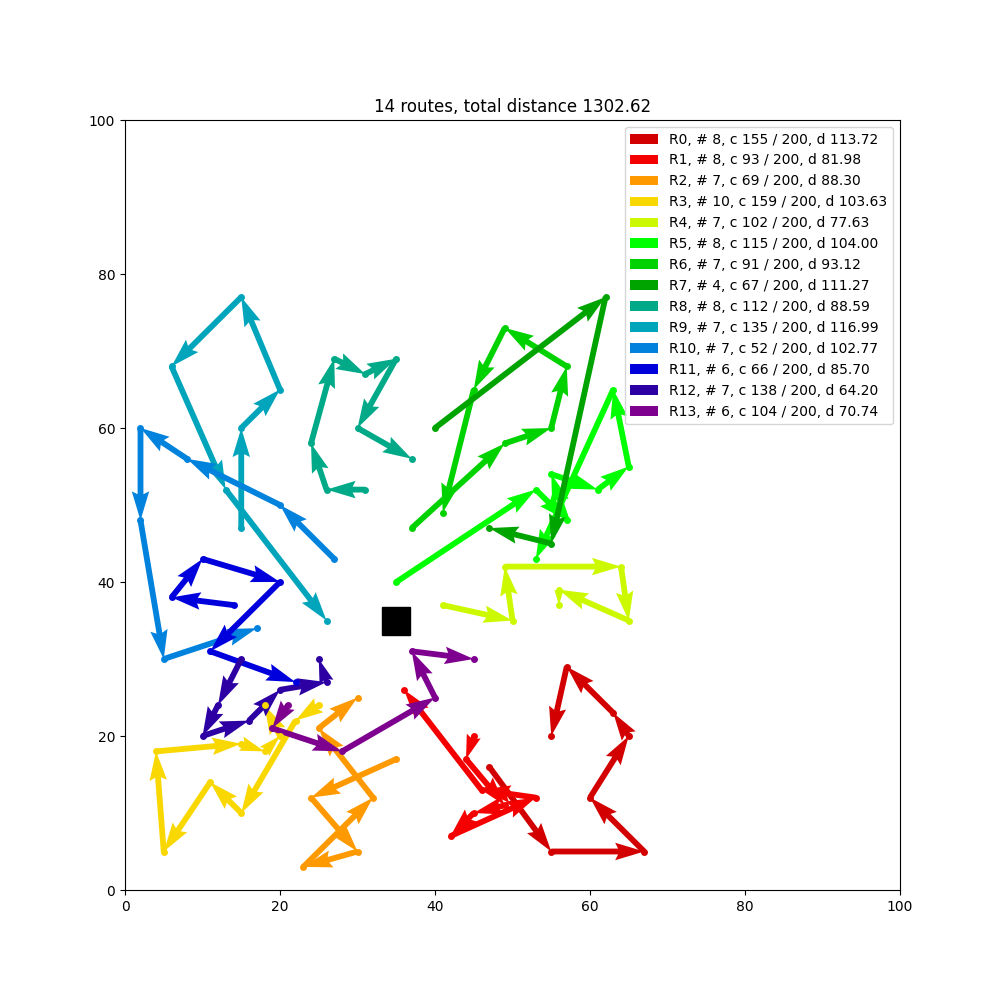 14 routes, total distance 1302.62
R0, # 8, c 155 / 200, d 113.72
R1, # 8, c 93 / 200, d 81.98
R2, # 7, c 69 / 200, d 88.30
R3, # 10, c 159 / 200, d 103.63
R4, # 7, c 102 / 200, d 77.63
R5, # 8, c 115 / 200, d 104.00
R6, # 7, c 91 / 200, d 93.12
R7, # 4, c 67 / 200, d 111.27
R8, # 8, c 112 / 200, d 88.59
R9, # 7, c 135 / 200, d 116.99
R10, # 7, c 52 / 200, d 102.77
R11, # 6, c 66 / 200, d 85.70
R12, # 7, c 138 / 200, d 64.20
R13, # 6, c 104 / 200, d 70.74
100
80
60
40
20
0
0 20 40 60 80 100